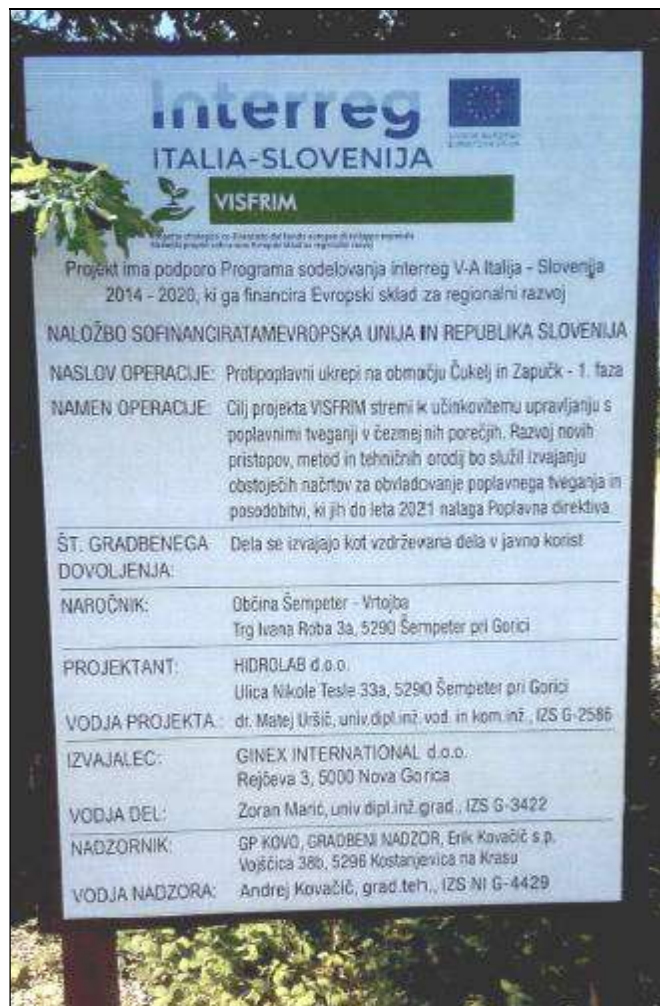 Interreg
ITALIA-SLOVENIJA
VISFRIM
Projekt ima podporo Programa sodelovanja interreg V-A Italija - Slovenija
2014 - 2020, ki ga financira Evropski sklad za regionalni razvoj
NALOŽBO SOFINANCIRATAMEVROPSKA UNIJA IN REPUBLIKA SLOVENIJA
NASLOV OPERACIJE: Protipoplavni ukrepi na območju Čukelj in Zapučk - 1. faza
NAMEN OPERACIJE: Cilj projekta VISFRIM stremi k učinkovitemu upravljanju s
poplavnimi tveganji v čezmejnih porečjih. Razvoj novih
pristopov, metod in tehničnih orodij bo služil izvajanju
obstoječih načrtov za obvladovanje poplavnega tveganja in
posodobitvi, ki jih do leta 2021 nalaga Poplavna direktiva.
ŠT. GRADBENEGA Dela se izvajajo kot vzdrževana dela v javno korist
DOVOLJENJA:
NAROČNIK: Občina Šempeter - Vrtojba
Trg Ivana Roba 3a, 5290 Šempeter pri Gorici
PROJEKTANT: HIDROLAB d.o.o.
Ulica Nikole Tesle 33a, 5290 Šempeter pri Gorici
VODJA PROJEKTA: dr. Matej Uršič, univ.dipl.inž.vod. in kom.inž., IZS G-2586
IZVAJALEC: GINEX INTERNATIONAL d.o.o.
Rejčeva 3, 5000 Nova Gorica
VODJA DEL: Zoran Marić, univ.dipl.inž.grad., IZS G-3422
NADZORNIK: GP KOVO, GRADBENI NADZOR, Erik Kovačič s.p.
Vojščica 38b, 5296 Kostanjevica na Krasu
VODJA NADZORA: Andrej Kovačič, grad.teh., IZS NI G-4429